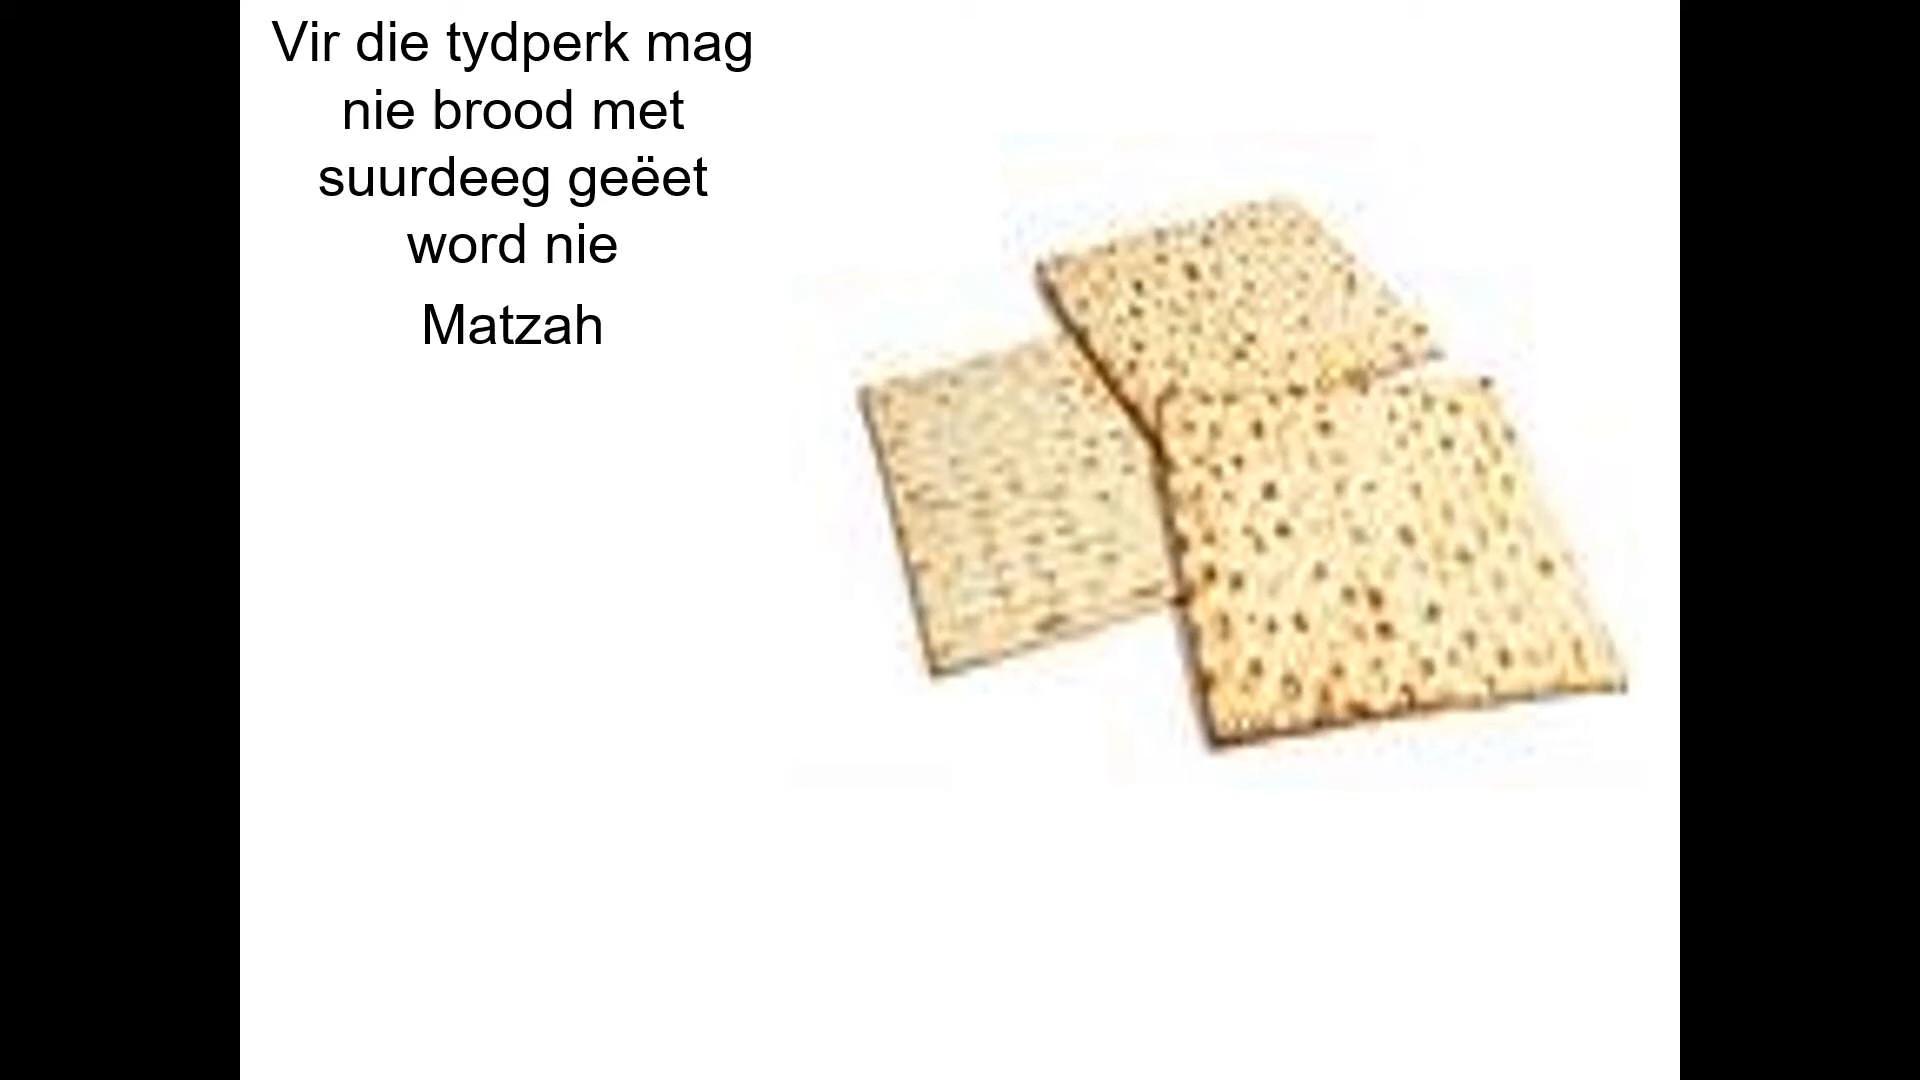 Vir die tydperk mag
nie brood met
suurdeeg geëet
word nie
Matzah